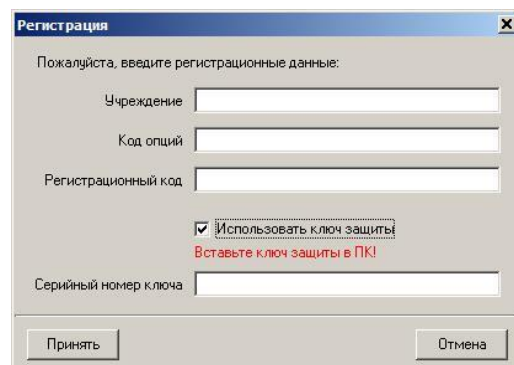 Регистрация
Пожалуйста, введите регистрационные данные:
Учреждение
Код опций
Регистрационный код
Использовать ключ защиты
Вставьте ключ защиты в ПК!
Серийный номер ключа
Принять Отмена